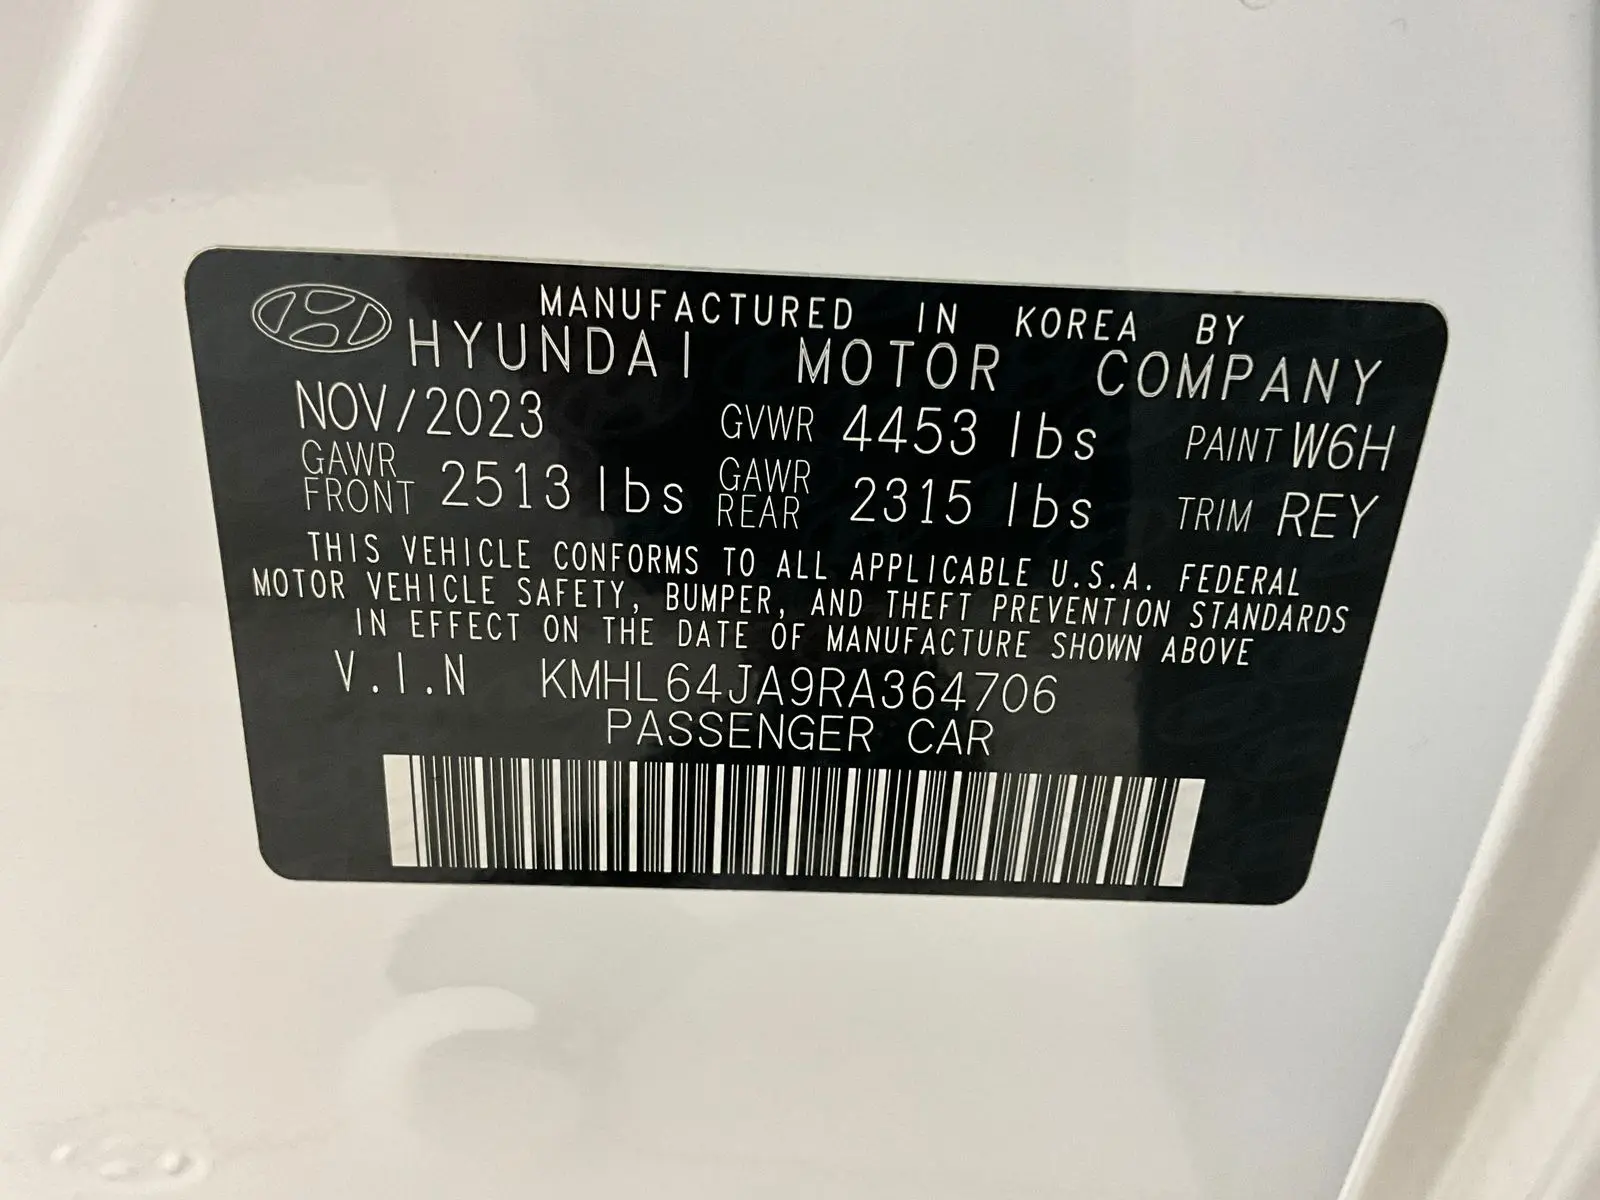 MANUFACTURED IN KOREA BY
HYUNDAI MOTOR COMPANY
NOV/2023 GVWR 4453 lbs PAINT W6H
GAWR FRONT 2513 lbs GAWR REAR 2315 lbs TRIM REY
THIS VEHICLE CONFORMS TO ALL APPLICABLE U.S.A. FEDERAL
MOTOR VEHICLE SAFETY, BUMPER, AND THEFT PREVENTION STANDARDS
IN EFFECT ON THE DATE OF MANUFACTURE SHOWN ABOVE
V.I.N KMHL64JA9RA364706
PASSENGER CAR